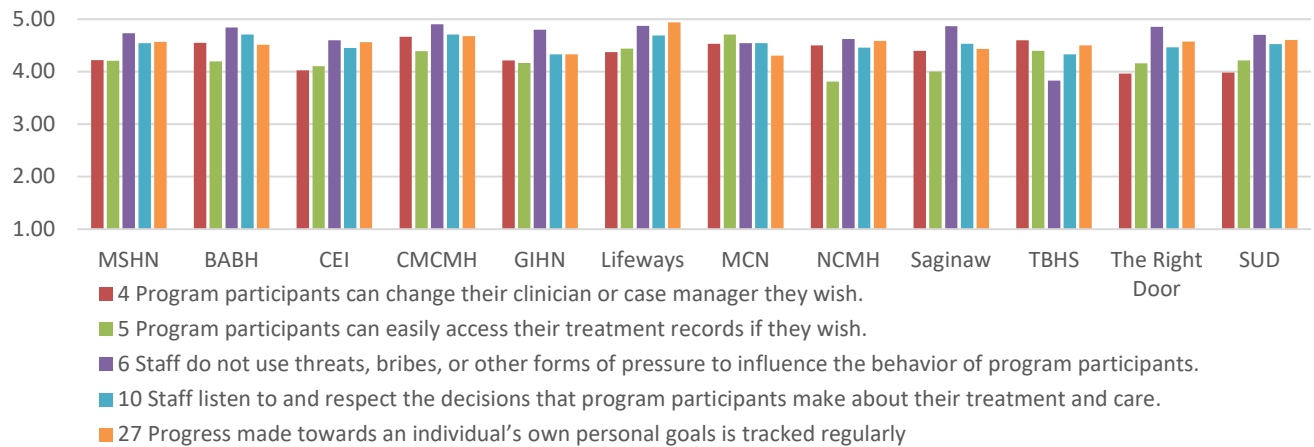 5.00
4.00
3.00
2.00
1.00
MSHN BABH CEI CMCMH GIHN Lifeways MCN NCMH Saginaw TBHS The Right Door SUD
4 Program participants can change their clinician or case manager they wish.
5 Program participants can easily access their treatment records if they wish.
6 Staff do not use threats, bribes, or other forms of pressure to influence the behavior of program participants.
10 Staff listen to and respect the decisions that program participants make about their treatment and care.
27 Progress made towards an individual’s own personal goals is tracked regularly